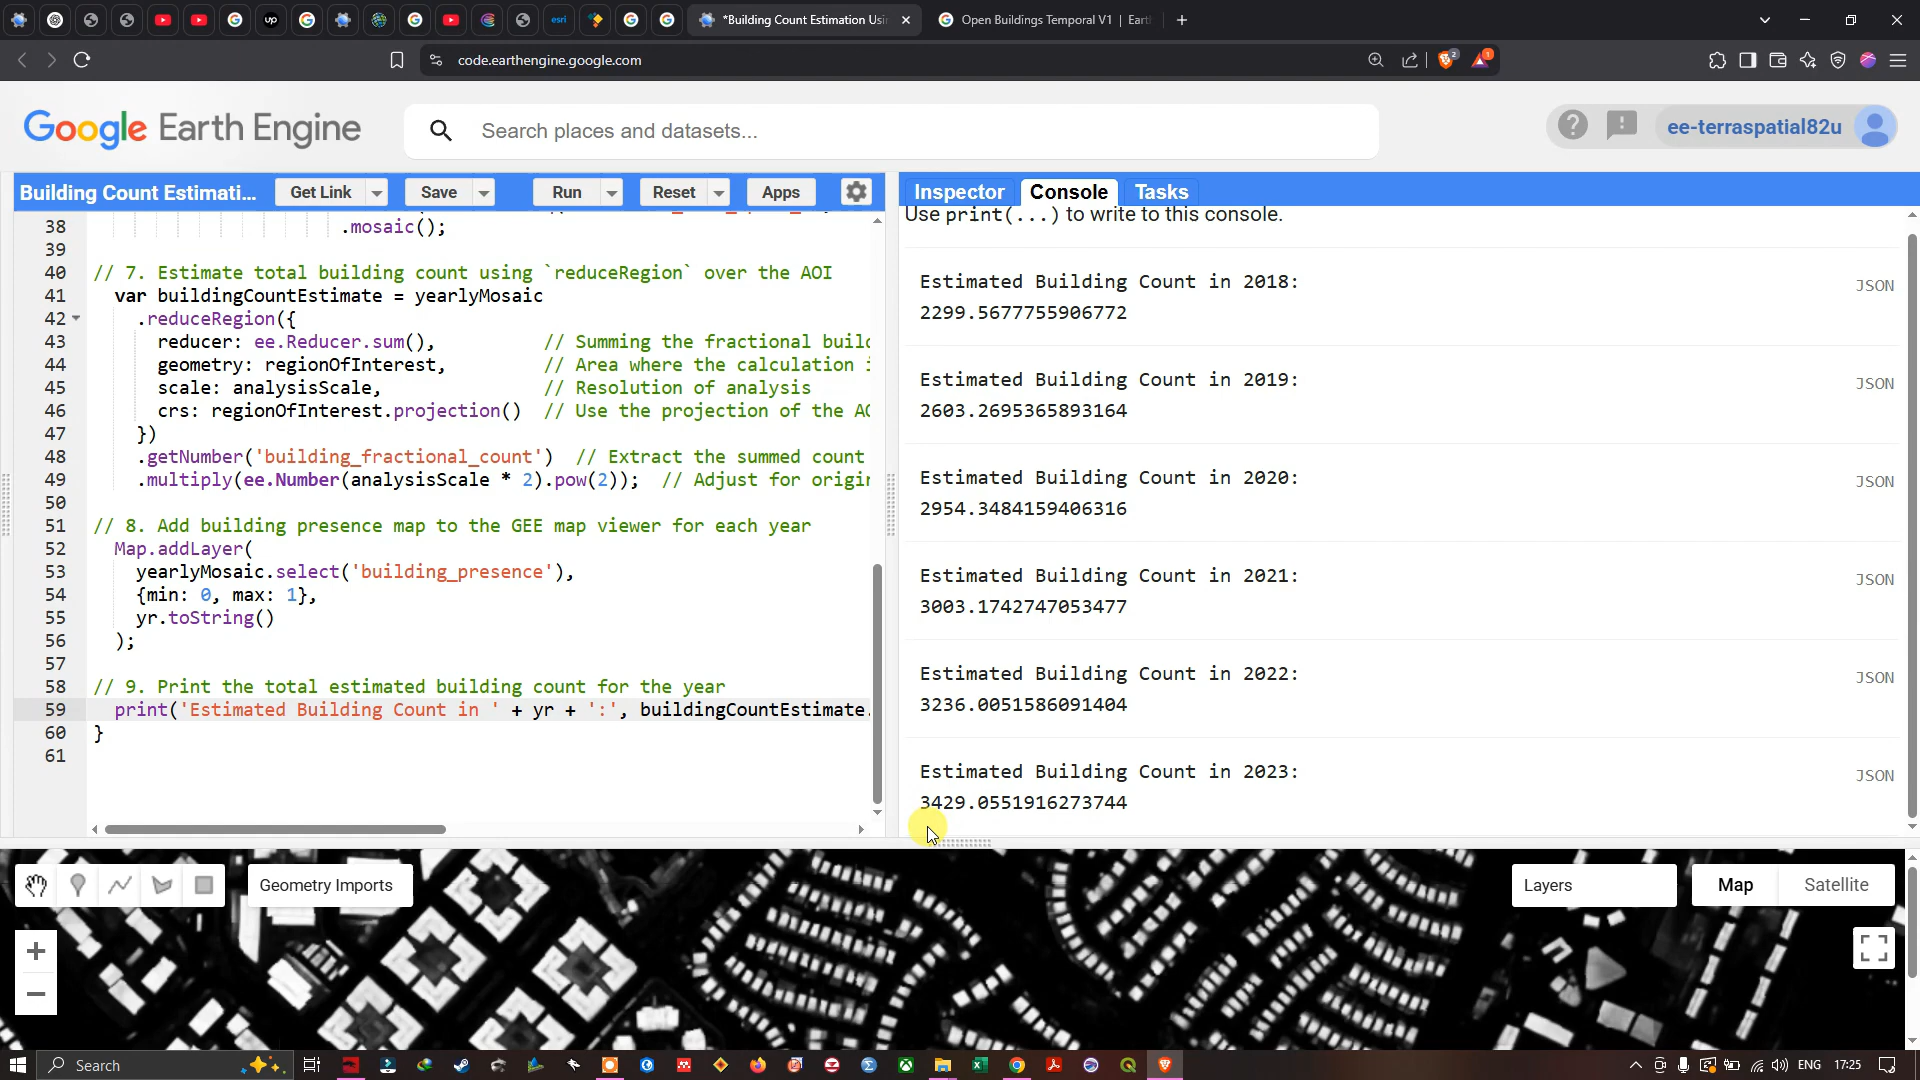 *Building Count Estimation Usi
Open Buildings Temporal V1 | Eart
code.earthengine.google.com
2
1
Google Earth Engine
Search places and datasets...
ee-terraspatial82u
Building Count Estimati...
Get Link
Save
Run
Reset
Apps
Inspector
Console
Tasks
Use print(...) to write to this console.
38 .mosaic();
39
40 // 7. Estimate total building count using `reduceRegion` over the AOI
41 var buildingCountEstimate = yearlyMosaic
42 .reduceRegion({
43 reducer: ee.Reducer.sum(), // Summing the fractional buil
44 geometry: regionOfInterest, // Area where the calculation i
45 scale: analysisScale, // Resolution of analysis
46 crs: regionOfInterest.projection() // Use the projection of the AO
47 })
48 .getNumber('building_fractional_count') // Extract the summed count
49 .multiply(ee.Number(analysisScale * 2).pow(2)); // Adjust for origin
50
51 // 8. Add building presence map to the GEE map viewer for each year
52 Map.addLayer(
53 yearlyMosaic.select('building_presence'),
54 {min: 0, max: 1},
55 yr.toString()
56 );
57
58 // 9. Print the total estimated building count for the year
59 print('Estimated Building Count in ' + yr + ':', buildingCountEstimate.
60 }
61
Estimated Building Count in 2018:
JSON
2299.5677755906772
Estimated Building Count in 2019:
JSON
2603.2695365893164
Estimated Building Count in 2020:
JSON
2954.3484159406316
Estimated Building Count in 2021:
JSON
3003.1742747053477
Estimated Building Count in 2022:
JSON
3236.0051586091404
Estimated Building Count in 2023:
JSON
3429.0551916273744
Geometry Imports
Layers
Map
Satellite
Search
ENG
17:25